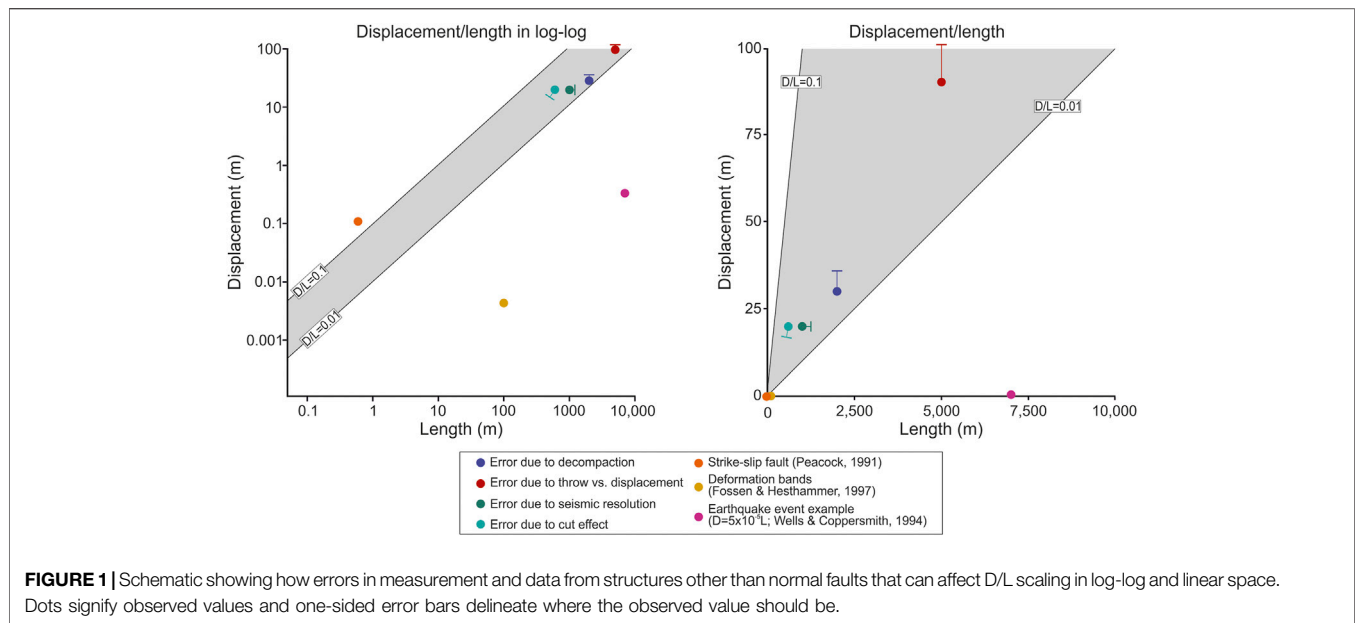 Displacement/length in log-log
100
10
1
0.1
0.01
0.001
Displacement (m)
D/L=0.1
D/L=0.01
0.1
1
10
100
1000
10,000
Length (m)
Displacement/length
100
75
50
25
0
Displacement (m)
D/L=0.1
D/L=0.01
0
2,500
5,000
7,500
10,000
Length (m)
Error due to decompaction
Error due to throw vs. displacement
Error due to seismic resolution
Error due to cut effect
Strike-slip fault (Peacock, 1991)
Deformation bands
(Fossen & Hesthammer, 1997)
Earthquake event example
(D=5x10⁻⁵L; Wells & Coppersmith, 1994)
FIGURE 1 | Schematic showing how errors in measurement and data from structures other than normal faults that can affect D/L scaling in log-log and linear space.
Dots signify observed values and one-sided error bars delineate where the observed value should be.